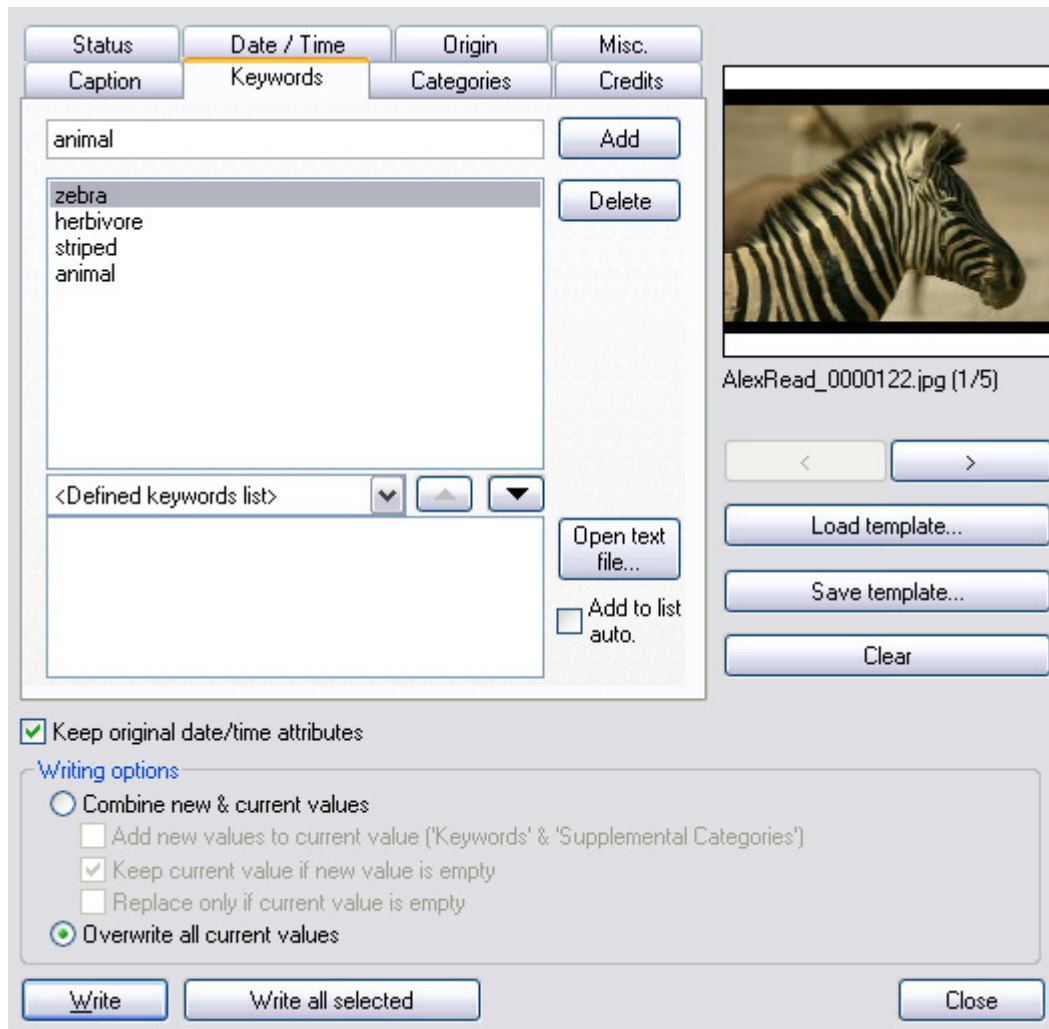 Status Date / Time Origin Misc.
Caption Keywords Categories Credits
animal
Add
zebra
herbivore
striped
animal
Delete
<Defined keywords list>
Open text
file...
Add to list
auto.
AlexRead_0000122.jpg (1/5)
< >
Load template...
Save template...
Clear
Keep original date/time attributes
Writing options
Combine new & current values
Add new values to current value ('Keywords' & 'Supplemental Categories')
Keep current value if new value is empty
Replace only if current value is empty
Overwrite all current values
Write Write all selected Close